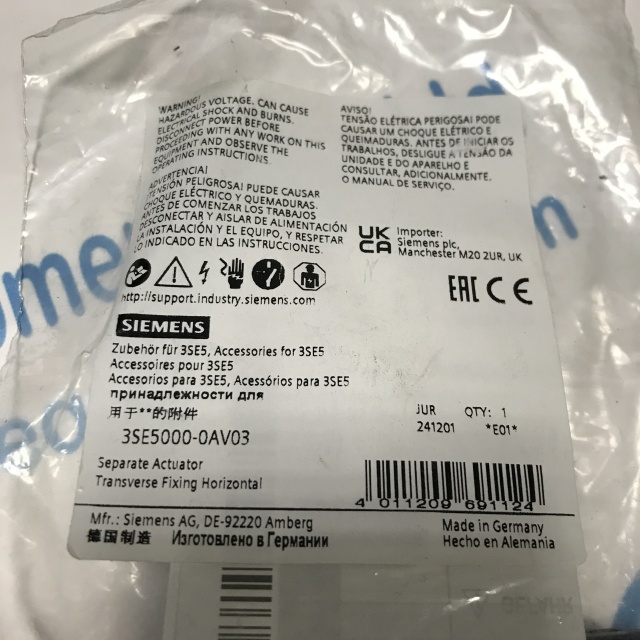 WARNING!
HAZARDOUS VOLTAGE. CAN CAUSE
ELECTRICAL SHOCK AND BURNS.
DISCONNECT POWER BEFORE
PROCEEDING WITH ANY WORK ON THIS
EQUIPMENT AND OBSERVE THE
OPERATING INSTRUCTIONS.
ADVERTENCIA!
TENSIÓN PELIGROSA! PUEDE CAUSAR
CHOQUE ELÉCTRICO Y QUEMADURAS.
ANTES DE COMENZAR LOS TRABAJOS
DESCONECTAR Y AISLAR DE ALIMENTACIÓN
LA INSTALACIÓN Y EL EQUIPO, Y RESPETAR
LO INDICADO EN LAS INSTRUCCIONES.
AVISO!
TENSÃO ELÉTRICA PERIGOSA! PODE
CAUSAR UM CHOQUE ELÉTRICO E
QUEIMADURAS. ANTES DE INICIAR OS
TRABALHOS, DESLIGUE A TENSÃO DA
UNIDADE E DO APARELHO E
CONSULTAR, ADICIONALMENTE,
O MANUAL DE SERVIÇO.
UK
CA
Importer:
Siemens plc,
Manchester M20 2UR, UK
EAC CE
http://support.industry.siemens.com
SIEMENS
Zubehör für 3SE5, Accessories for 3SE5
Accessoires pour 3SE5
Accesorios para 3SE5, Acessórios para 3SE5
принадлежности для
用于**的附件
3SE5000-0AV03
JUR QTY: 1
241201 *E01*
Separate Actuator
Transverse Fixing Horizontal
4 011209 691124
Mfr.: Siemens AG, DE-92220 Amberg
德国制造 Изготовлено в Германии
Made in Germany
Hecho en Alemania